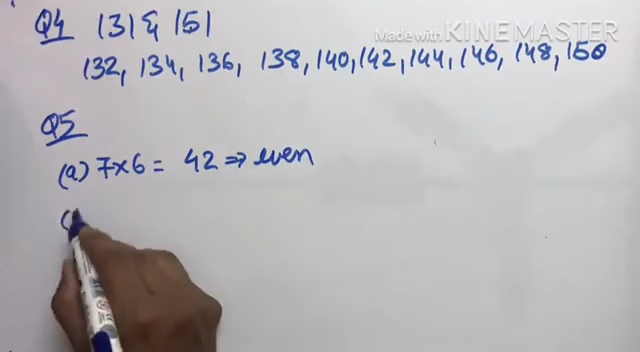 Q4 131 & 151
Made with KINEMASTER
132, 134, 136, 138, 140, 142, 144, 146, 148, 150
Q5
(a) 7×6 = 42 ⇒ even
(